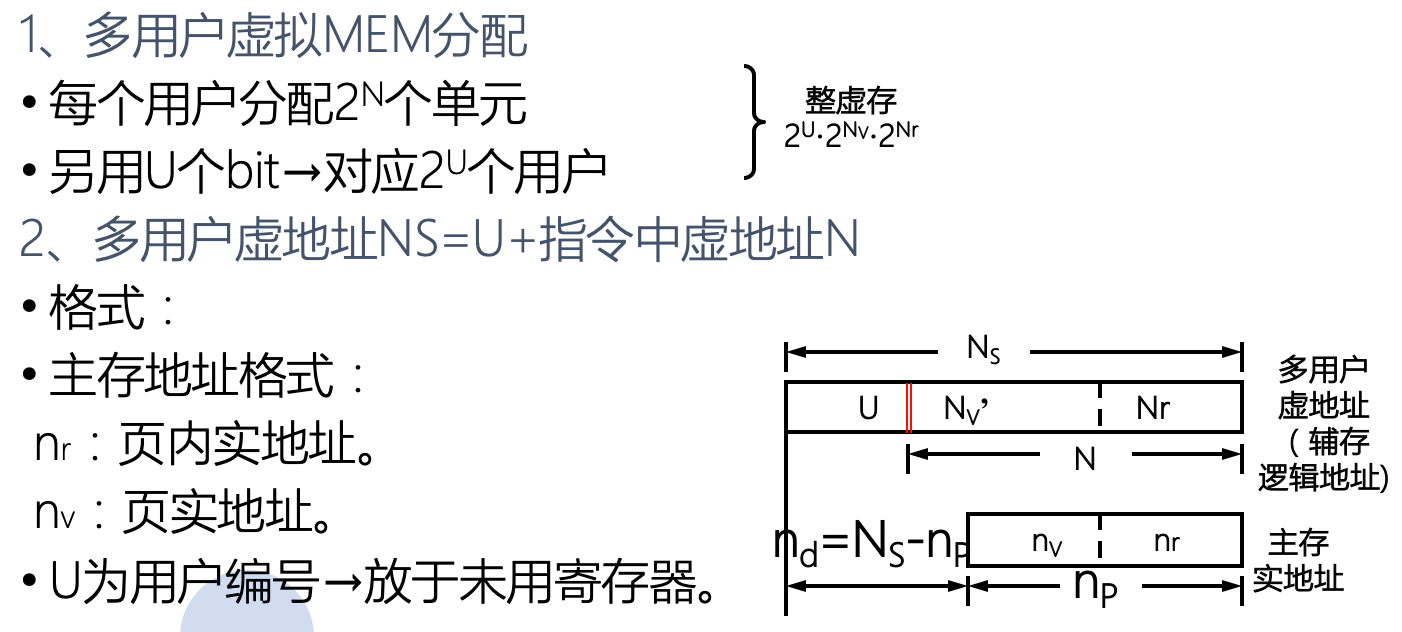 1、多用户虚拟MEM分配
• 每个用户分配2ᴺ个单元
• 另用U个bit→对应2ᵁ个用户
整虚存
2ᵁ·2ᴺⱽ·2ᴺʳ
2、多用户虚地址NS=U+指令中虚地址N
• 格式：
• 主存地址格式：
nr：页内实地址。
nv：页实地址。
• U为用户编号→放于未用寄存器。
NS
U NV’ Nr
N
多用户
虚地址
（辅存
逻辑地址)
nd=NS-nP
nV nr
nP
主存
实地址